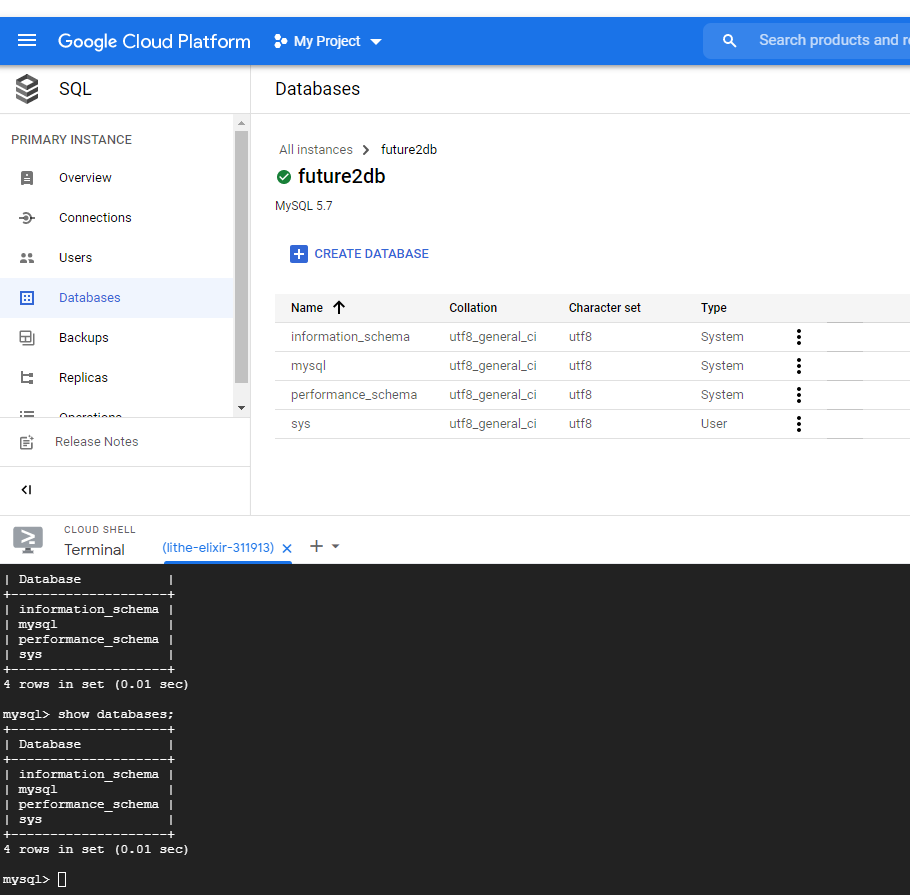 Google Cloud Platform My Project Search products and r
SQL Databases
PRIMARY INSTANCE
Overview
Connections
Users
Databases
Backups
Replicas
Operations
Release Notes
All instances future2db
future2db
MySQL 5.7
CREATE DATABASE
Name Collation Character set Type
information_schema utf8_general_ci utf8 System
mysql utf8_general_ci utf8 System
performance_schema utf8_general_ci utf8 System
sys utf8_general_ci utf8 User
CLOUD SHELL
Terminal (lithe-elixir-311913)
| Database |
+--------------------+
| information_schema |
| mysql |
| performance_schema |
| sys |
+--------------------+
4 rows in set (0.01 sec)
mysql> show databases;
+--------------------+
| Database |
+--------------------+
| information_schema |
| mysql |
| performance_schema |
| sys |
+--------------------+
4 rows in set (0.01 sec)
mysql>